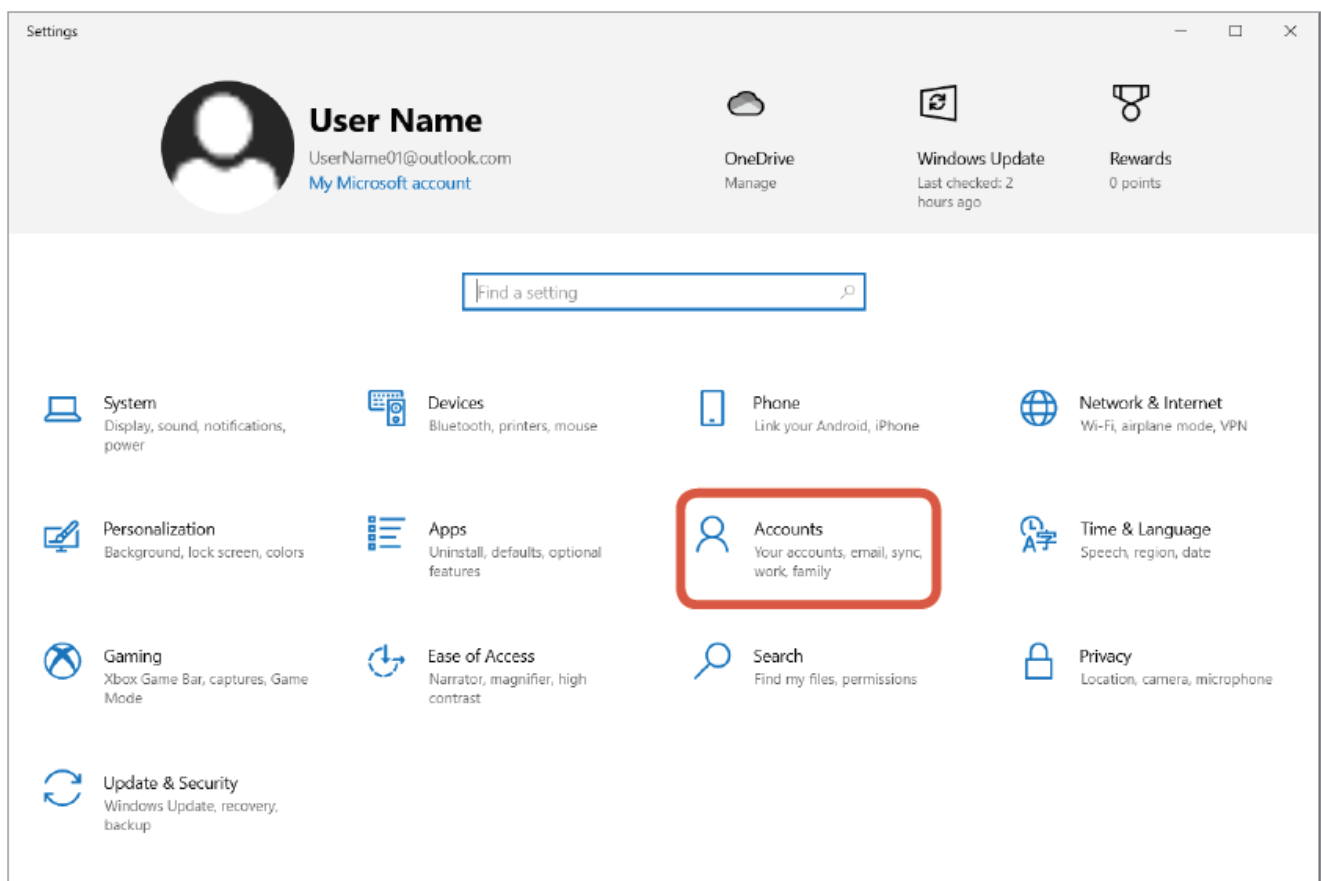 Settings
User Name
UserName01@outlook.com
My Microsoft account
OneDrive
Manage
Windows Update
Last checked: 2
hours ago
Rewards
0 points
Find a setting
System
Display, sound, notifications,
power
Devices
Bluetooth, printers, mouse
Phone
Link your Android, iPhone
Network & Internet
Wi-Fi, airplane mode, VPN
Personalization
Background, lock screen, colors
Apps
Uninstall, defaults, optional
features
Accounts
Your accounts, email, sync,
work, family
Time & Language
Speech, region, date
Gaming
Xbox Game Bar, captures, Game
Mode
Ease of Access
Narrator, magnifier, high
contrast
Search
Find my files, permissions
Privacy
Location, camera, microphone
Update & Security
Windows Update, recovery,
backup